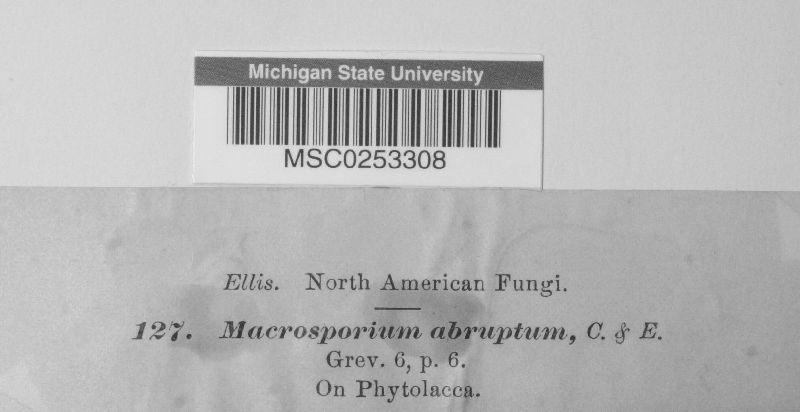 Michigan State University
MSC0253308
Ellis. North American Fungi.
127. Macrosporium abruptum, C. & E.
Grev. 6, p. 6.
On Phytolacca.